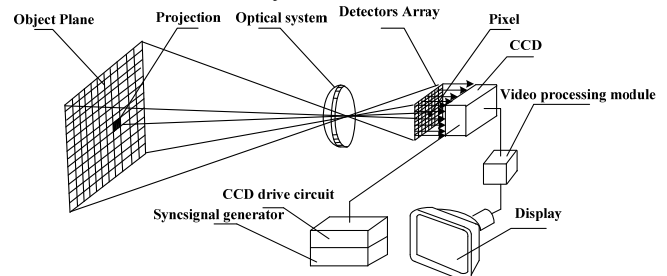 Object Plane
Projection
Optical system
Detectors Array
Pixel
CCD
Video processing module
CCD drive circuit
Syncsignal generator
Display